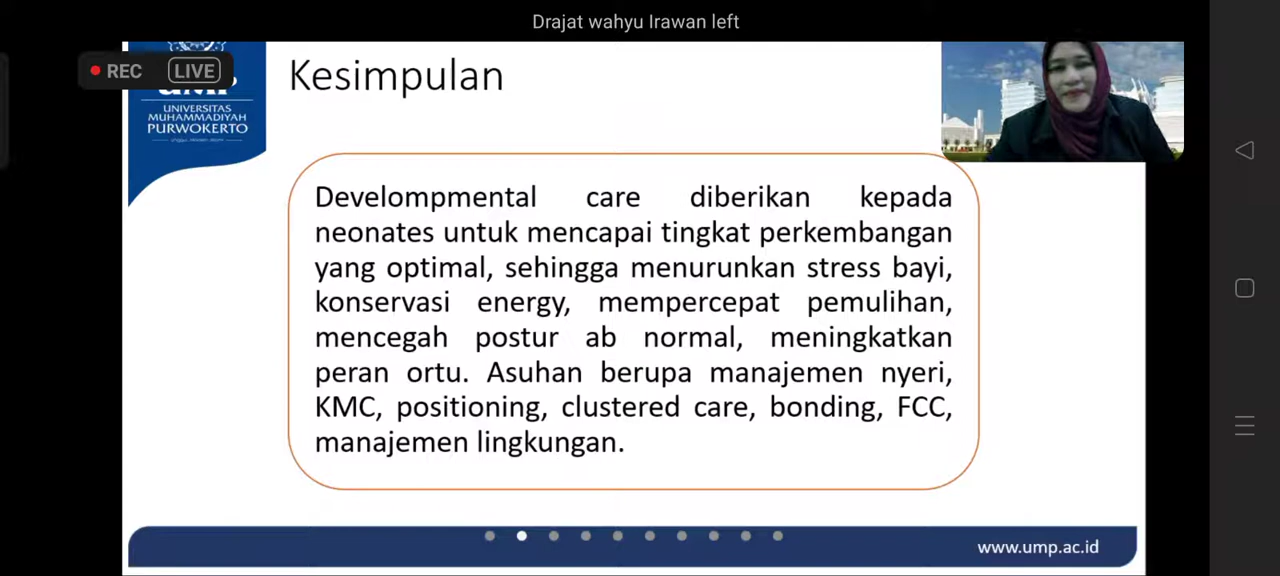 Drajat wahyu Irawan left
REC LIVE
UNIVERSITAS
MUHAMMADIYAH
PURWOKERTO
Kesimpulan
Develompmental care diberikan kepada
neonates untuk mencapai tingkat perkembangan
yang optimal, sehingga menurunkan stress bayi,
konservasi energy, mempercepat pemulihan,
mencegah postur ab normal, meningkatkan
peran ortu. Asuhan berupa manajemen nyeri,
KMC, positioning, clustered care, bonding, FCC,
manajemen lingkungan.
www.ump.ac.id